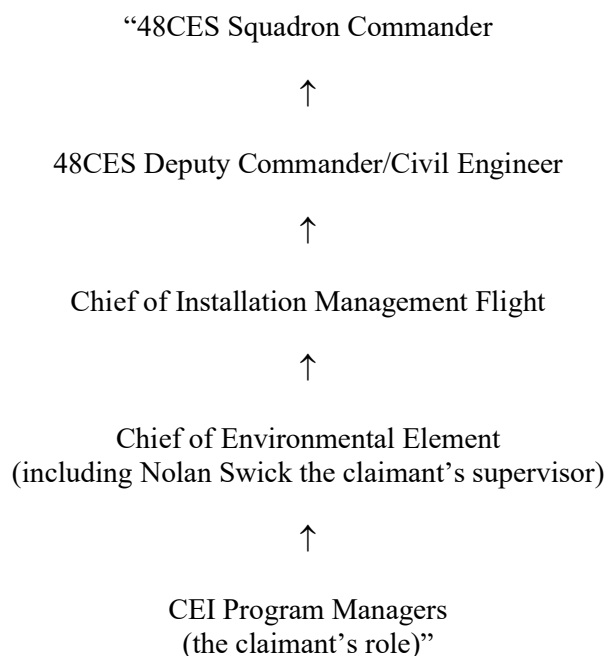 “48CES Squadron Commander
↑
48CES Deputy Commander/Civil Engineer
↑
Chief of Installation Management Flight
↑
Chief of Environmental Element
(including Nolan Swick the claimant’s supervisor)
↑
CEI Program Managers
(the claimant’s role)”